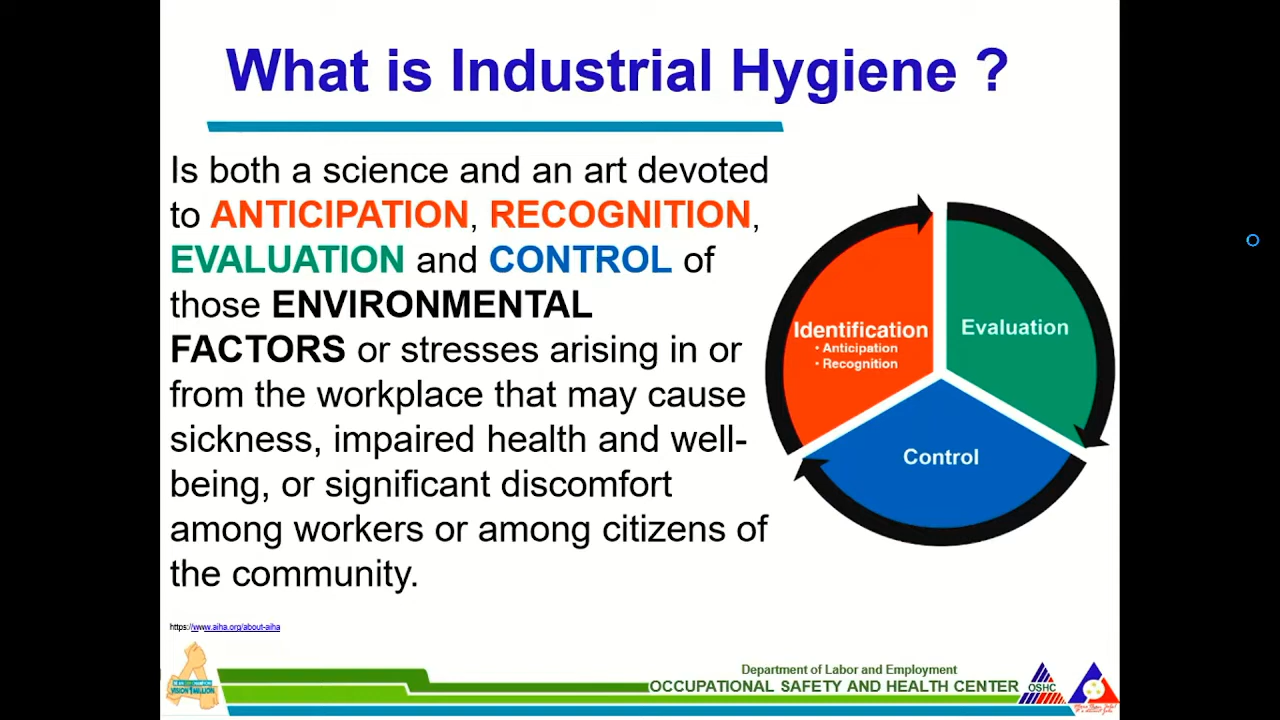 What is Industrial Hygiene ?
Is both a science and an art devoted
to ANTICIPATION, RECOGNITION,
EVALUATION and CONTROL of
those ENVIRONMENTAL
FACTORS or stresses arising in or
from the workplace that may cause
sickness, impaired health and well-
being, or significant discomfort
among workers or among citizens of
the community.
Identification
• Anticipation
• Recognition
Evaluation
Control
https://www.aiha.org/about-aiha
VISION 1 MILLION
Department of Labor and Employment
OCCUPATIONAL SAFETY AND HEALTH CENTER
OSHC